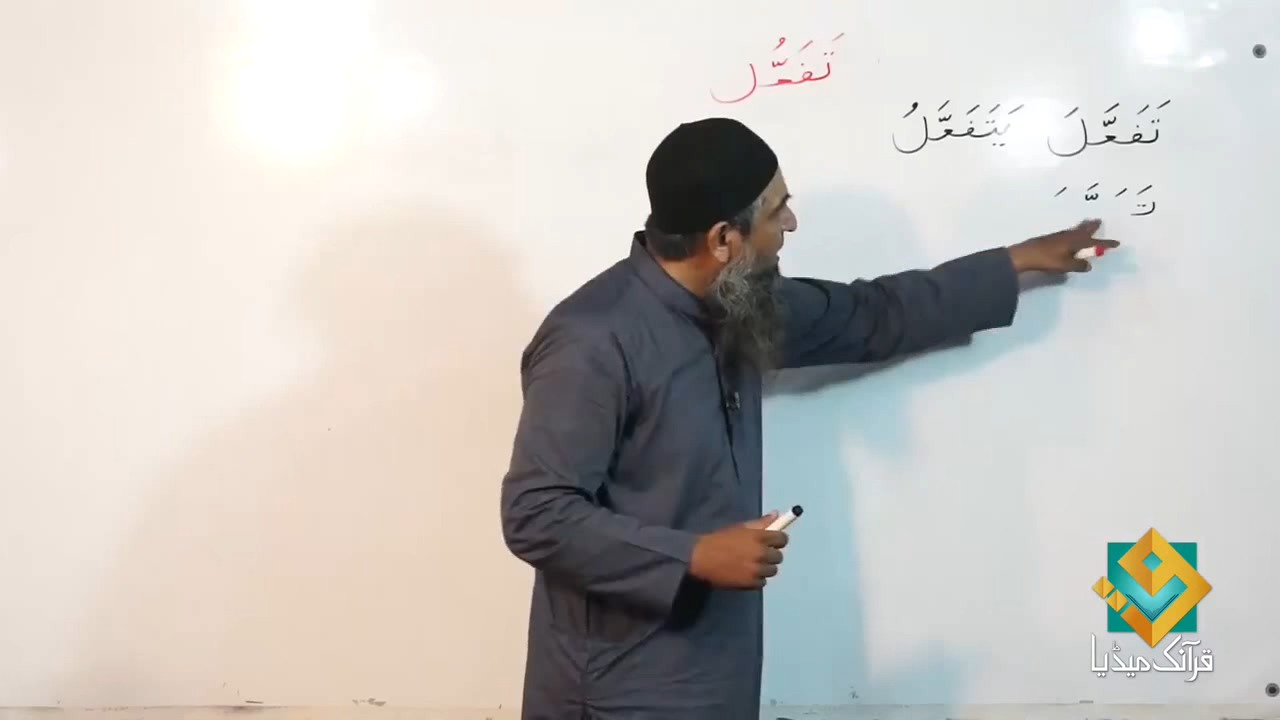 تَفَعُّل
تَفَعَّلَ يَتَفَعَّلُ
تَ َ َّ َ
قرآنک میڈیا